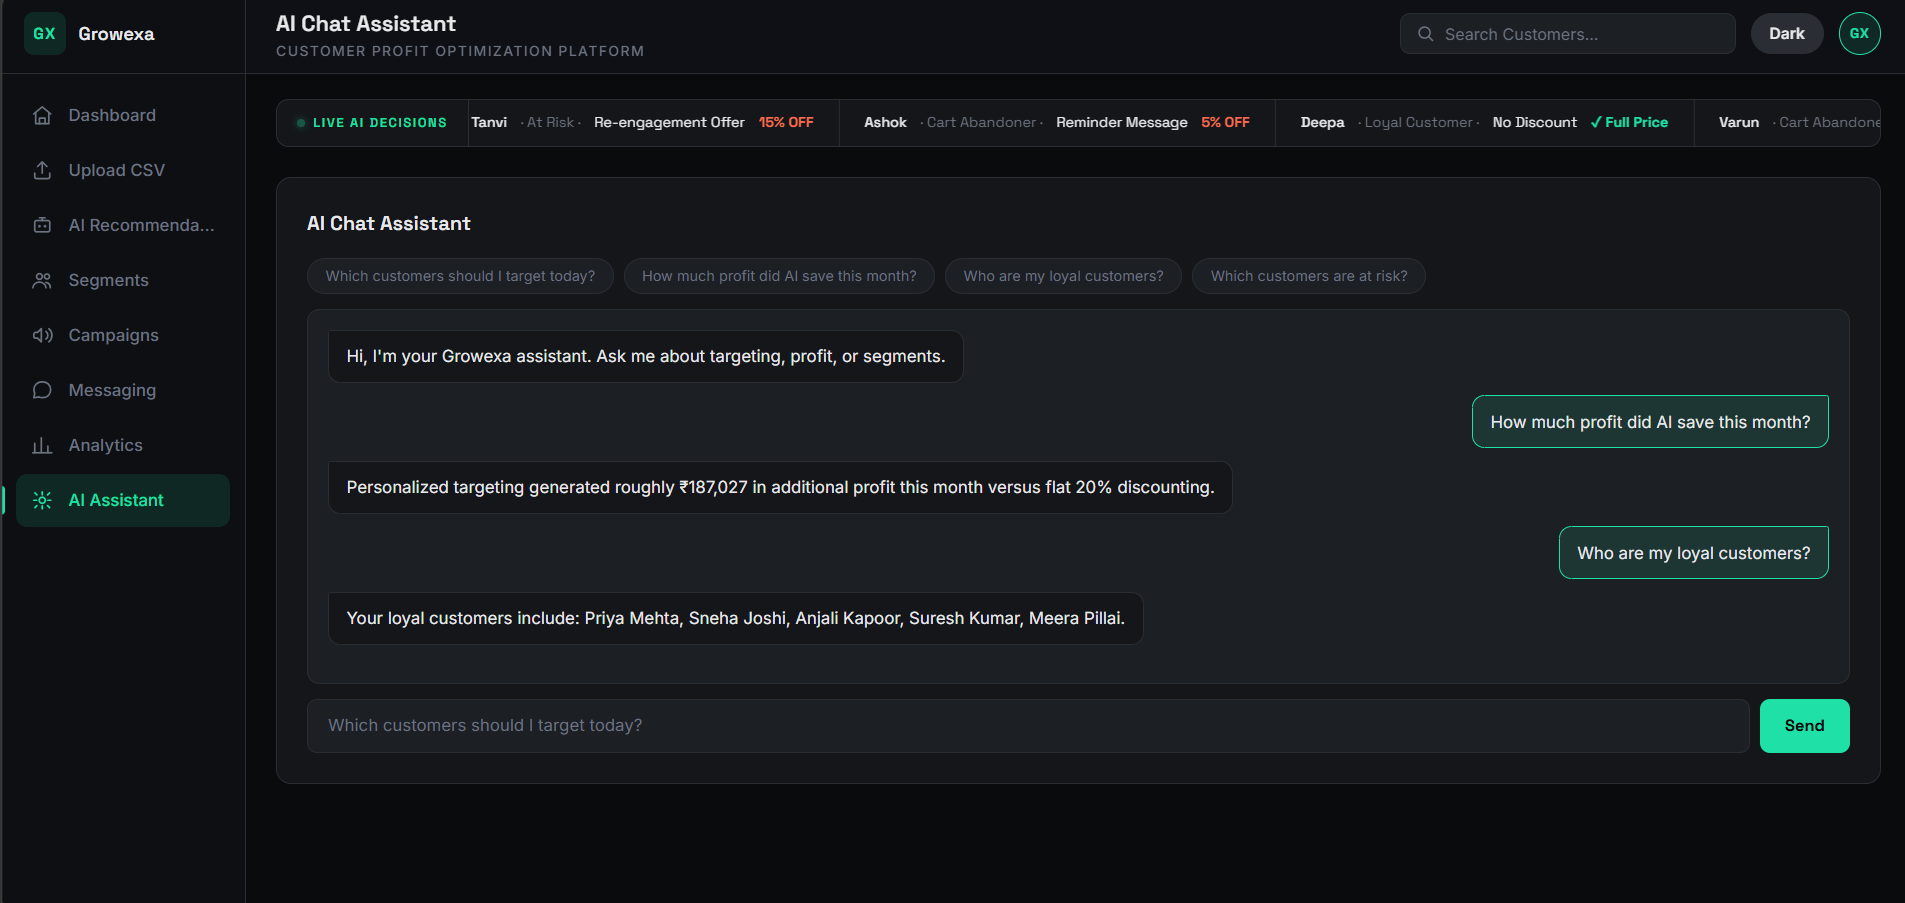 GX Growexa
AI Chat Assistant
CUSTOMER PROFIT OPTIMIZATION PLATFORM
Search Customers...
Dark
GX
Dashboard
Upload CSV
AI Recommenda...
Segments
Campaigns
Messaging
Analytics
AI Assistant
LIVE AI DECISIONS Tanvi · At Risk · Re-engagement Offer 15% OFF Ashok · Cart Abandoner · Reminder Message 5% OFF Deepa · Loyal Customer · No Discount ✓ Full Price Varun · Cart Abandone
AI Chat Assistant
Which customers should I target today? How much profit did AI save this month? Who are my loyal customers? Which customers are at risk?
Hi, I'm your Growexa assistant. Ask me about targeting, profit, or segments.
How much profit did AI save this month?
Personalized targeting generated roughly ₹187,027 in additional profit this month versus flat 20% discounting.
Who are my loyal customers?
Your loyal customers include: Priya Mehta, Sneha Joshi, Anjali Kapoor, Suresh Kumar, Meera Pillai.
Which customers should I target today?
Send